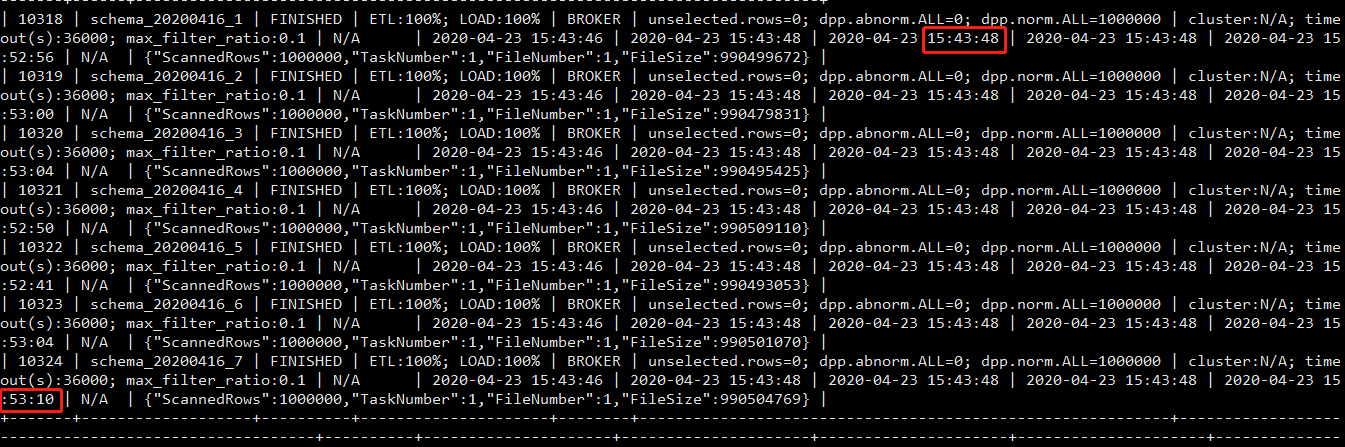 | 10318 | schema_20200416_1 | FINISHED | ETL:100%; LOAD:100% | BROKER | unselected.rows=0; dpp.abnorm.ALL=0; dpp.norm.ALL=1000000 | cluster:N/A; time
out(s):36000; max_filter_ratio:0.1 | N/A | 2020-04-23 15:43:46 | 2020-04-23 15:43:48 | 2020-04-23 15:43:48 | 2020-04-23 15:43:48 | 2020-04-23 15
:52:56 | N/A | {"ScannedRows":1000000,"TaskNumber":1,"FileNumber":1,"FileSize":990499672} |
| 10319 | schema_20200416_2 | FINISHED | ETL:100%; LOAD:100% | BROKER | unselected.rows=0; dpp.abnorm.ALL=0; dpp.norm.ALL=1000000 | cluster:N/A; time
out(s):36000; max_filter_ratio:0.1 | N/A | 2020-04-23 15:43:46 | 2020-04-23 15:43:48 | 2020-04-23 15:43:48 | 2020-04-23 15:43:48 | 2020-04-23 15
:53:00 | N/A | {"ScannedRows":1000000,"TaskNumber":1,"FileNumber":1,"FileSize":990479831} |
| 10320 | schema_20200416_3 | FINISHED | ETL:100%; LOAD:100% | BROKER | unselected.rows=0; dpp.abnorm.ALL=0; dpp.norm.ALL=1000000 | cluster:N/A; time
out(s):36000; max_filter_ratio:0.1 | N/A | 2020-04-23 15:43:46 | 2020-04-23 15:43:48 | 2020-04-23 15:43:48 | 2020-04-23 15:43:48 | 2020-04-23 15
:53:04 | N/A | {"ScannedRows":1000000,"TaskNumber":1,"FileNumber":1,"FileSize":990495425} |
| 10321 | schema_20200416_4 | FINISHED | ETL:100%; LOAD:100% | BROKER | unselected.rows=0; dpp.abnorm.ALL=0; dpp.norm.ALL=1000000 | cluster:N/A; time
out(s):36000; max_filter_ratio:0.1 | N/A | 2020-04-23 15:43:46 | 2020-04-23 15:43:48 | 2020-04-23 15:43:48 | 2020-04-23 15:43:48 | 2020-04-23 15
:52:50 | N/A | {"ScannedRows":1000000,"TaskNumber":1,"FileNumber":1,"FileSize":990509110} |
| 10322 | schema_20200416_5 | FINISHED | ETL:100%; LOAD:100% | BROKER | unselected.rows=0; dpp.abnorm.ALL=0; dpp.norm.ALL=1000000 | cluster:N/A; time
out(s):36000; max_filter_ratio:0.1 | N/A | 2020-04-23 15:43:46 | 2020-04-23 15:43:48 | 2020-04-23 15:43:48 | 2020-04-23 15:43:48 | 2020-04-23 15
:52:41 | N/A | {"ScannedRows":1000000,"TaskNumber":1,"FileNumber":1,"FileSize":990493053} |
| 10323 | schema_20200416_6 | FINISHED | ETL:100%; LOAD:100% | BROKER | unselected.rows=0; dpp.abnorm.ALL=0; dpp.norm.ALL=1000000 | cluster:N/A; time
out(s):36000; max_filter_ratio:0.1 | N/A | 2020-04-23 15:43:46 | 2020-04-23 15:43:48 | 2020-04-23 15:43:48 | 2020-04-23 15:43:48 | 2020-04-23 15
:53:04 | N/A | {"ScannedRows":1000000,"TaskNumber":1,"FileNumber":1,"FileSize":990501070} |
| 10324 | schema_20200416_7 | FINISHED | ETL:100%; LOAD:100% | BROKER | unselected.rows=0; dpp.abnorm.ALL=0; dpp.norm.ALL=1000000 | cluster:N/A; time
out(s):36000; max_filter_ratio:0.1 | N/A | 2020-04-23 15:43:46 | 2020-04-23 15:43:48 | 2020-04-23 15:43:48 | 2020-04-23 15:43:48 | 2020-04-23 15
:53:10 | N/A | {"ScannedRows":1000000,"TaskNumber":1,"FileNumber":1,"FileSize":990504769} |